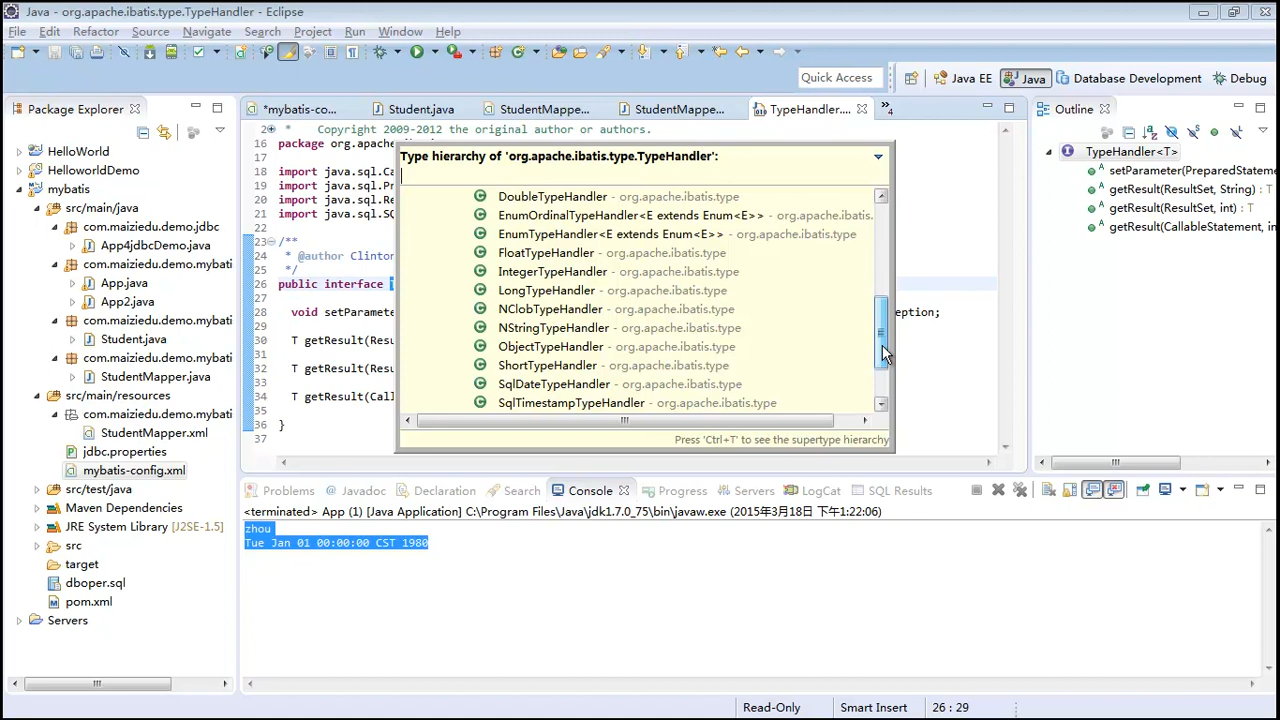 Java - org.apache.ibatis.type.TypeHandler - Eclipse
File Edit Refactor Source Navigate Search Project Run Window Help
Quick Access
Java EE
Java
Database Development
Debug
Package Explorer
HelloWorld
HelloworldDemo
mybatis
src/main/java
com.maiziedu.demo.jdbc
App4jdbcDemo.java
com.maiziedu.demo.mybati
App.java
App2.java
com.maiziedu.demo.mybati
Student.java
com.maiziedu.demo.mybati
StudentMapper.java
src/main/resources
com.maiziedu.demo.mybati
StudentMapper.xml
jdbc.properties
mybatis-config.xml
src/test/java
Maven Dependencies
JRE System Library [J2SE-1.5]
src
target
dboper.sql
pom.xml
Servers
*mybatis-co...
Student.java
StudentMappe...
StudentMappe...
TypeHandler....
4
2 * Copyright 2009-2012 the original author or authors.
16 package org.apache.
17
18 import java.sql.Ca
19 import java.sql.Pr
20 import java.sql.Re
21 import java.sql.SQ
22
23 /**
24 * @author Clinton
25 */
26 public interface
27
28 void setParamete
29
30 T getResult(Resu
31
32 T getResult(Resu
33
34 T getResult(Call
35
36 }
37
Type hierarchy of 'org.apache.ibatis.type.TypeHandler':
DoubleTypeHandler - org.apache.ibatis.type
EnumOrdinalTypeHandler<E extends Enum<E>> - org.apache.ibatis.
EnumTypeHandler<E extends Enum<E>> - org.apache.ibatis.type
FloatTypeHandler - org.apache.ibatis.type
IntegerTypeHandler - org.apache.ibatis.type
LongTypeHandler - org.apache.ibatis.type
NClobTypeHandler - org.apache.ibatis.type
NStringTypeHandler - org.apache.ibatis.type
ObjectTypeHandler - org.apache.ibatis.type
ShortTypeHandler - org.apache.ibatis.type
SqlDateTypeHandler - org.apache.ibatis.type
SqlTimestampTypeHandler - org.apache.ibatis.type
Press 'Ctrl+T' to see the supertype hierarchy
eption;
Outline
TypeHandler<T>
setParameter(PreparedStateme
getResult(ResultSet, String) : T
getResult(ResultSet, int) : T
getResult(CallableStatement, in
Problems
Javadoc
Declaration
Search
Console
Progress
Servers
LogCat
SQL Results
<terminated> App (1) [Java Application] C:\Program Files\Java\jdk1.7.0_75\bin\javaw.exe (2015年3月18日 下午1:22:06)
zhou
Tue Jan 01 00:00:00 CST 1980
Read-Only
Smart Insert
26 : 29